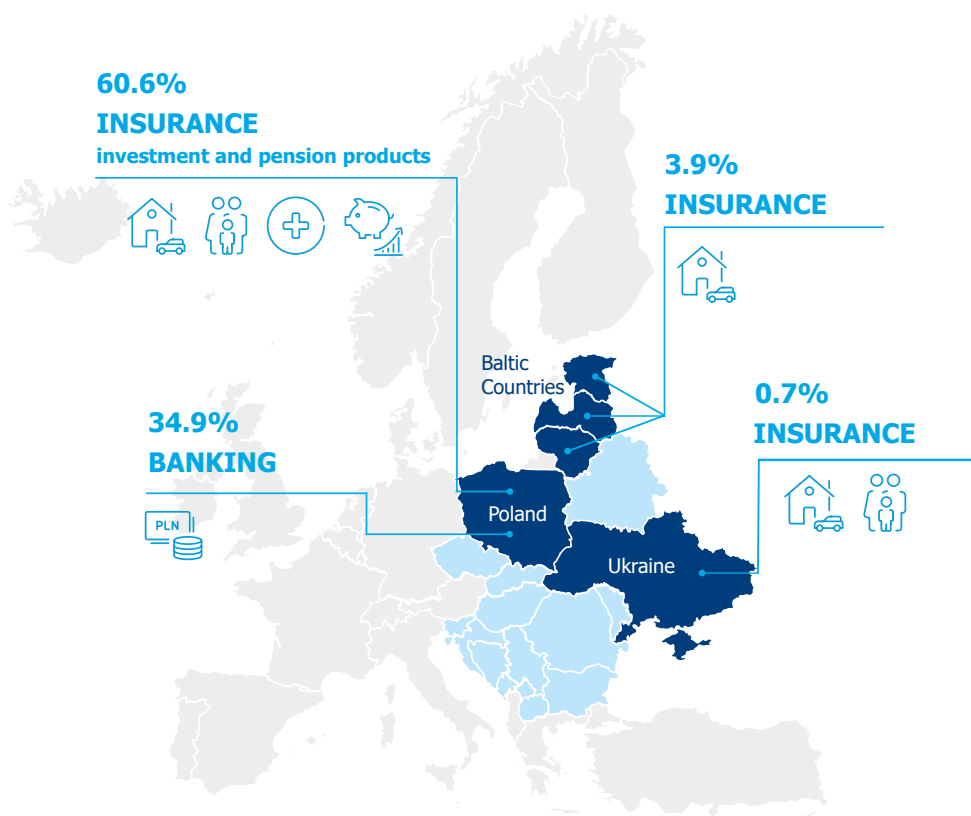 60.6%
INSURANCE
investment and pension products
3.9%
INSURANCE
Baltic
Countries
0.7%
INSURANCE
34.9%
BANKING
PLN
Poland
Ukraine